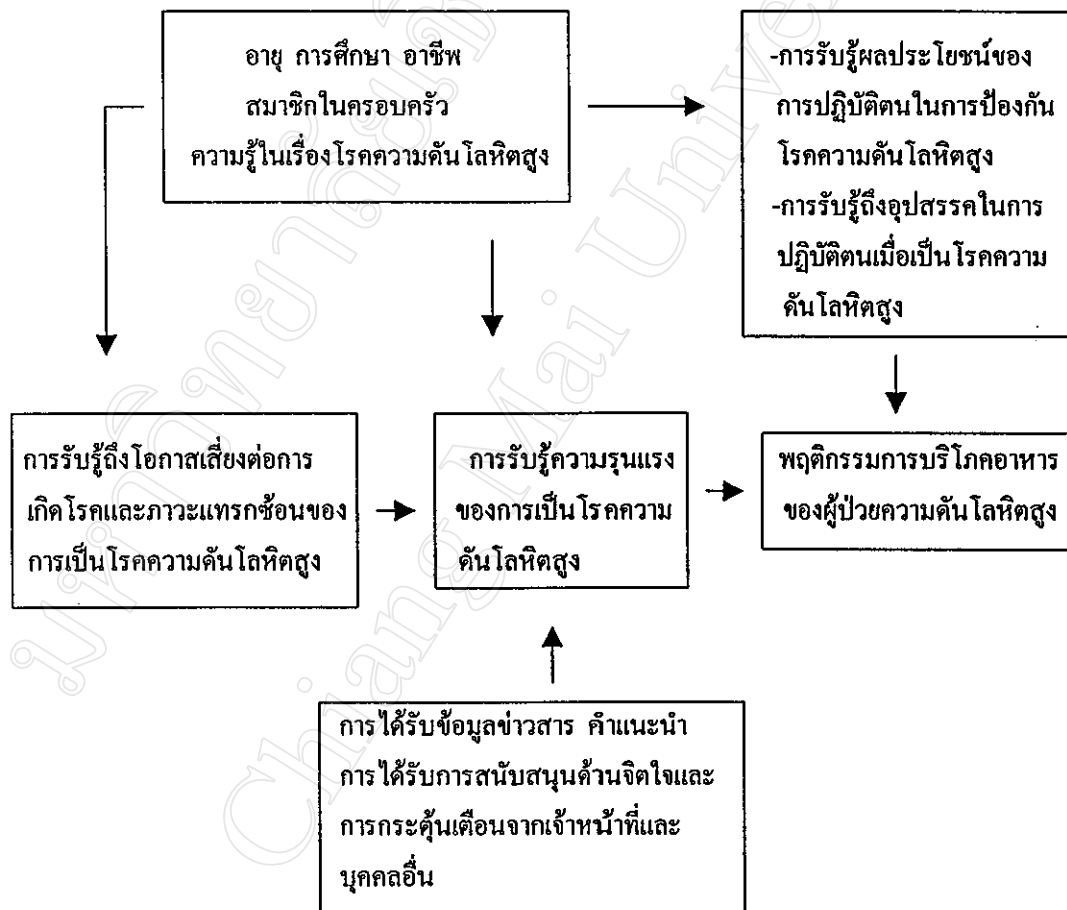 อายุ การศึกษา อาชีพ
สมาชิกในครอบครัว
ความรู้ในเรื่องโรคความดันโลหิตสูง
-การรับรู้ผลประโยชน์ของ
การปฏิบัติตนในการป้องกัน
โรคความดันโลหิตสูง
-การรับรู้ถึงอุปสรรคในการ
ปฏิบัติตนเมื่อเป็นโรคความ
ดันโลหิตสูง
การรับรู้ถึงโอกาสเสี่ยงต่อการ
เกิดโรคและภาวะแทรกซ้อนของ
การเป็นโรคความดันโลหิตสูง
การรับรู้ความรุนแรง
ของการเป็นโรคความ
ดันโลหิตสูง
พฤติกรรมการบริโภคอาหาร
ของผู้ป่วยความดันโลหิตสูง
การได้รับข้อมูลข่าวสาร คำแนะนำ
การได้รับการสนับสนุนด้านจิตใจและ
การกระตุ้นเตือนจากเจ้าหน้าที่และ
บุคคลอื่น
Chiang Mai Univer